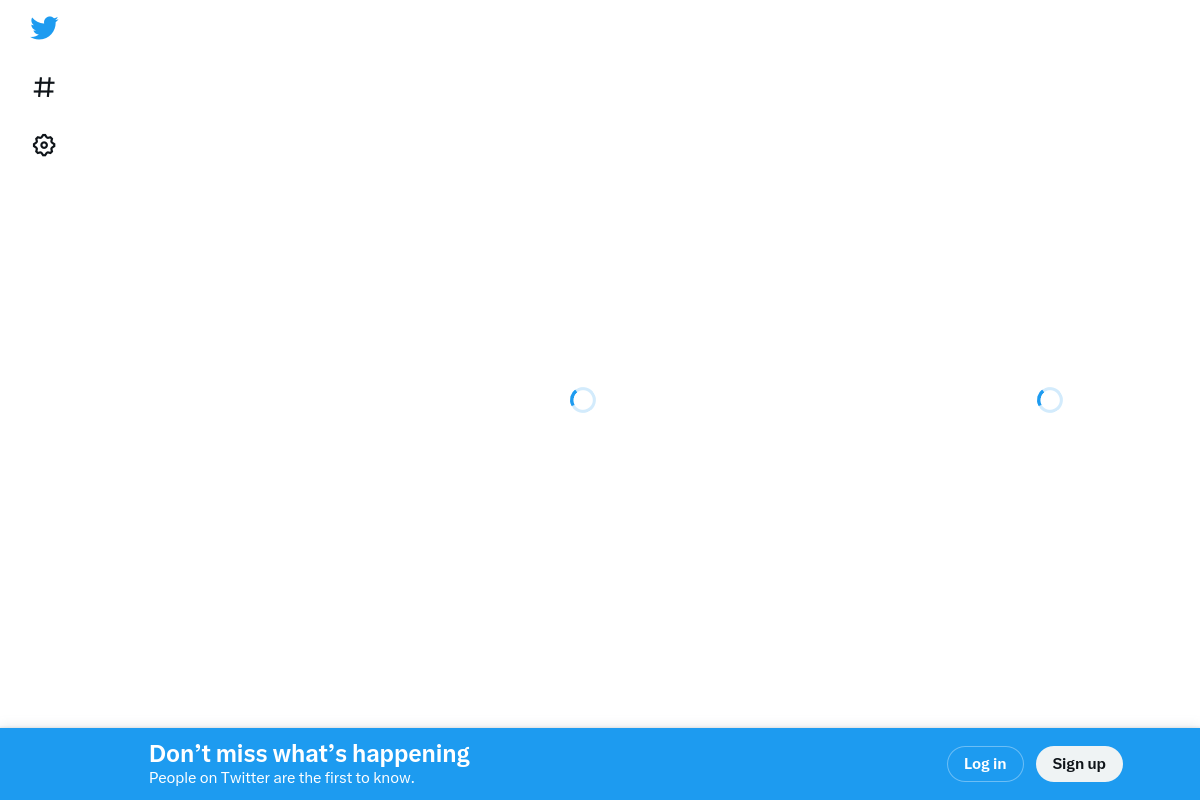 Don’t miss what’s happening
People on Twitter are the first to know.
Log in
Sign up